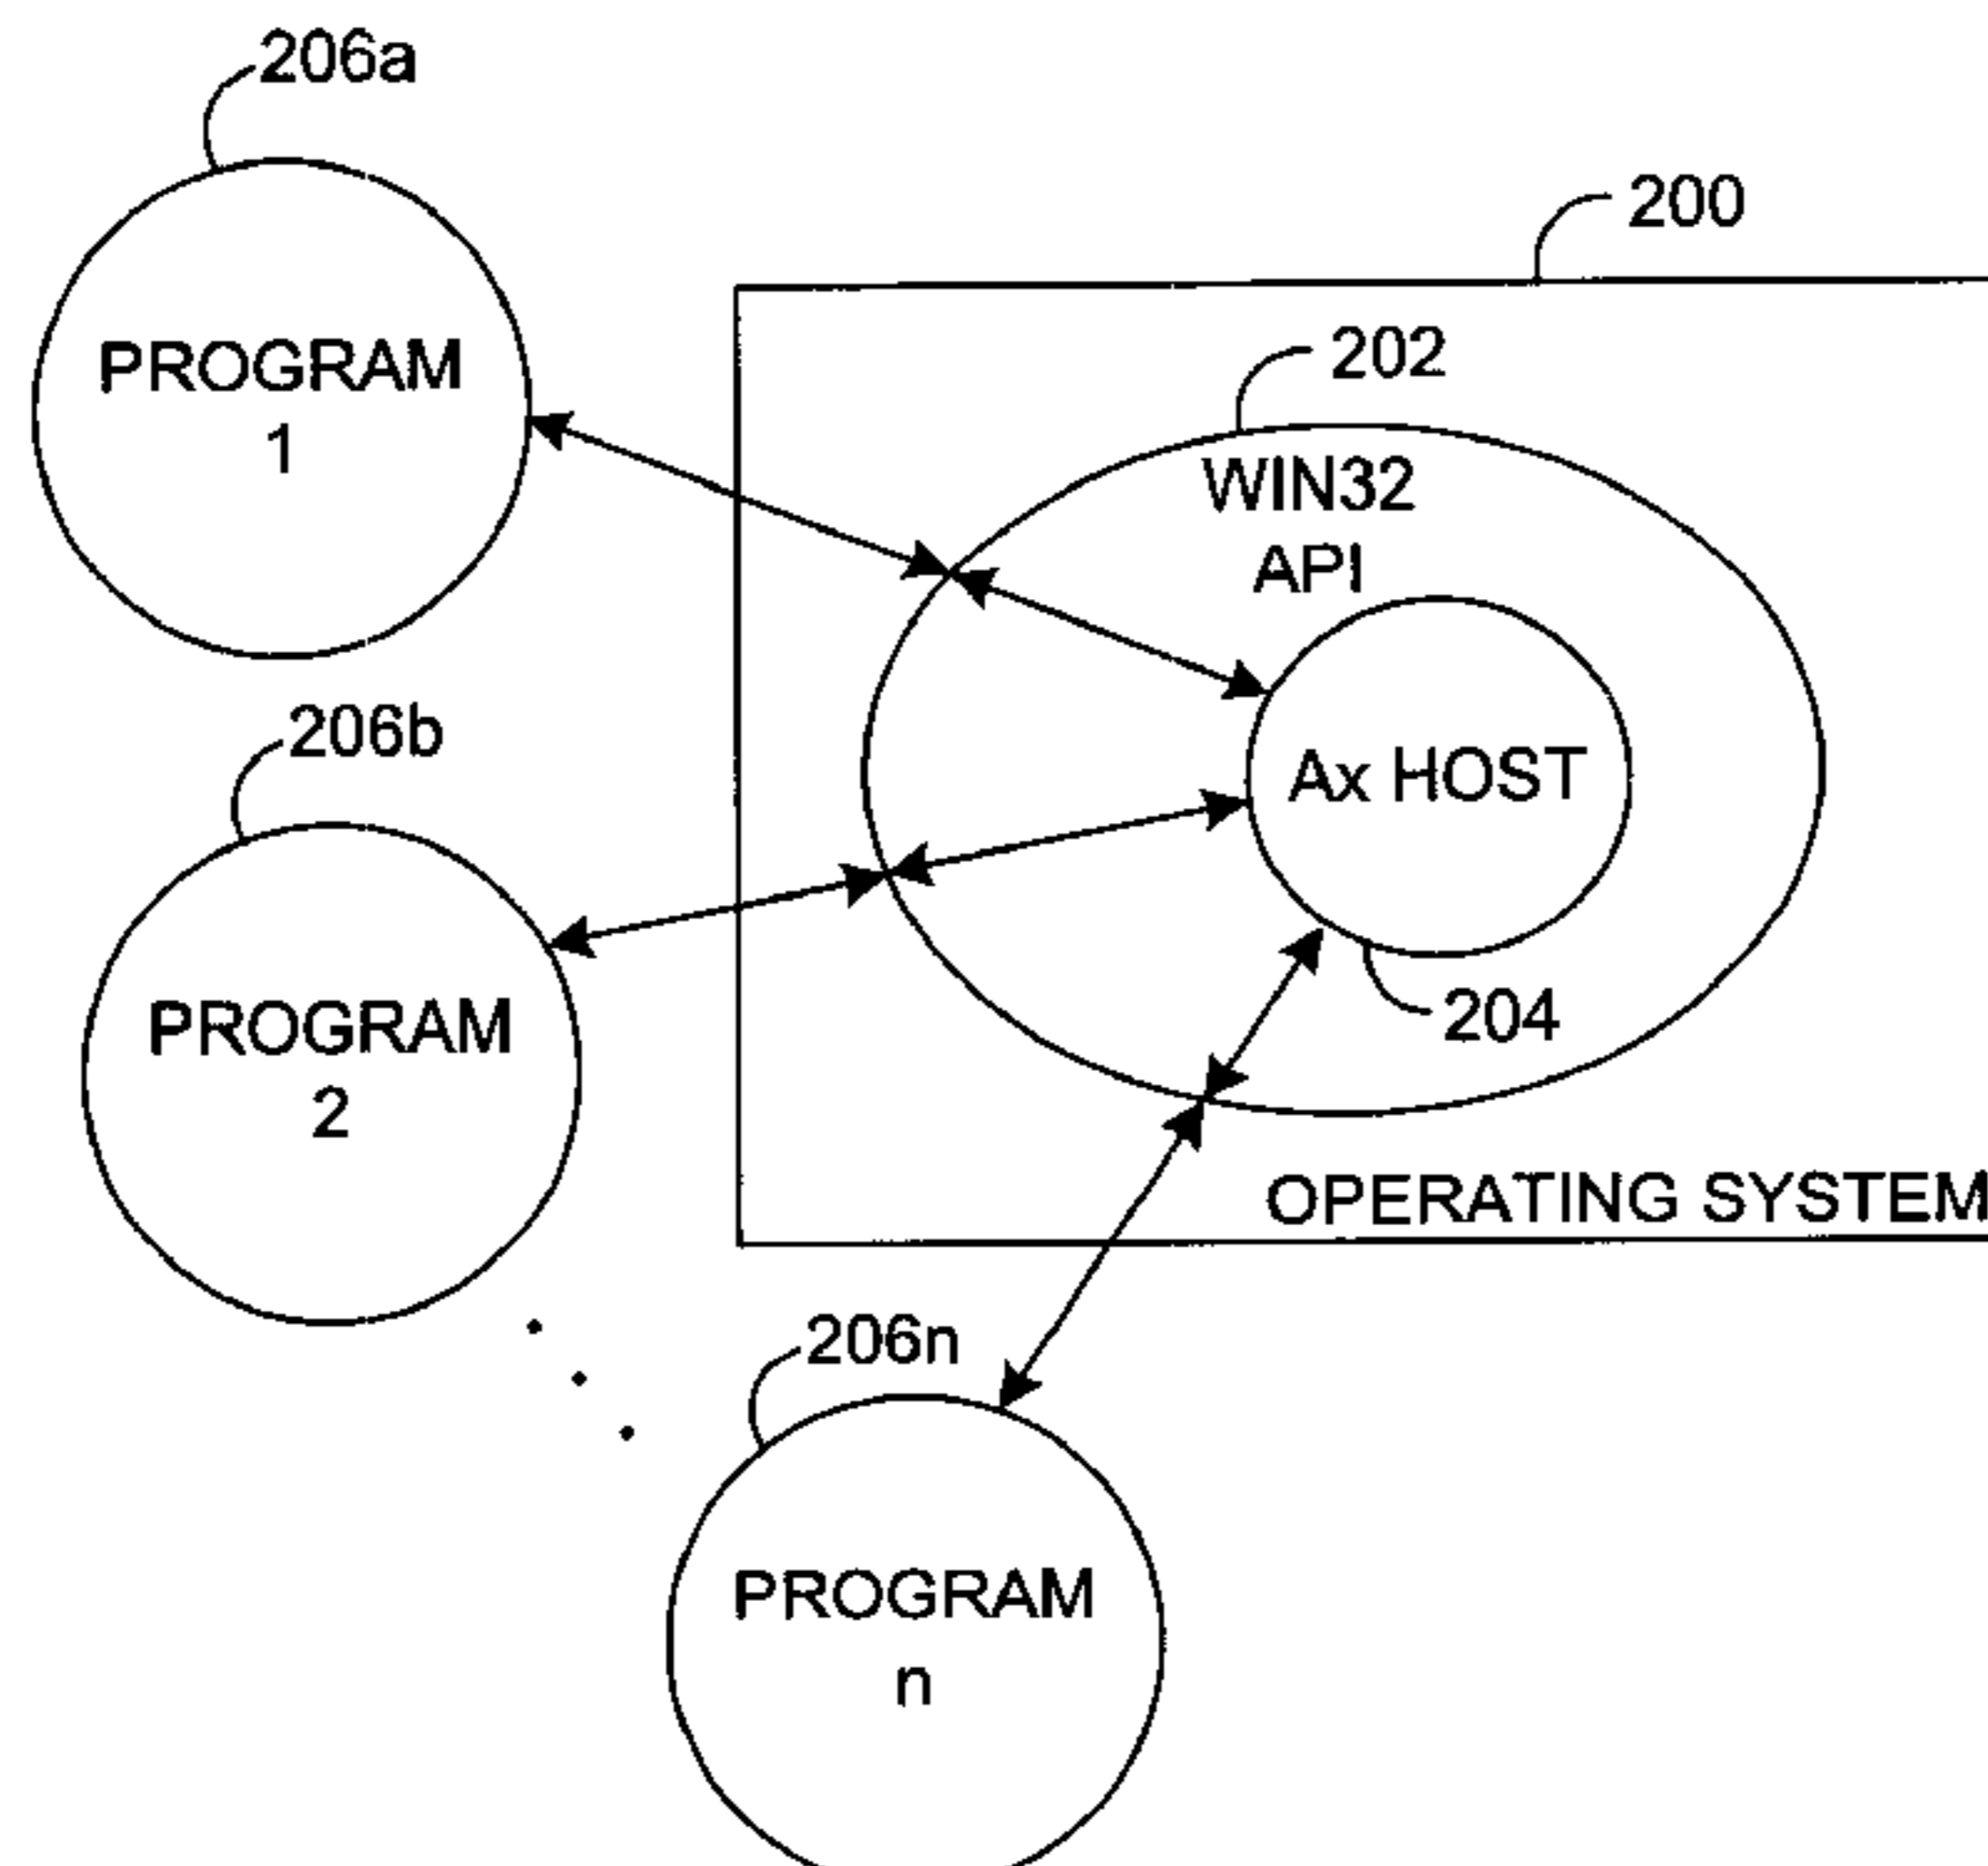 206a
200
PROGRAM
1
202
WIN32
API
206b
Ax HOST
204
PROGRAM
2
OPERATING SYSTEM
206n
PROGRAM
n